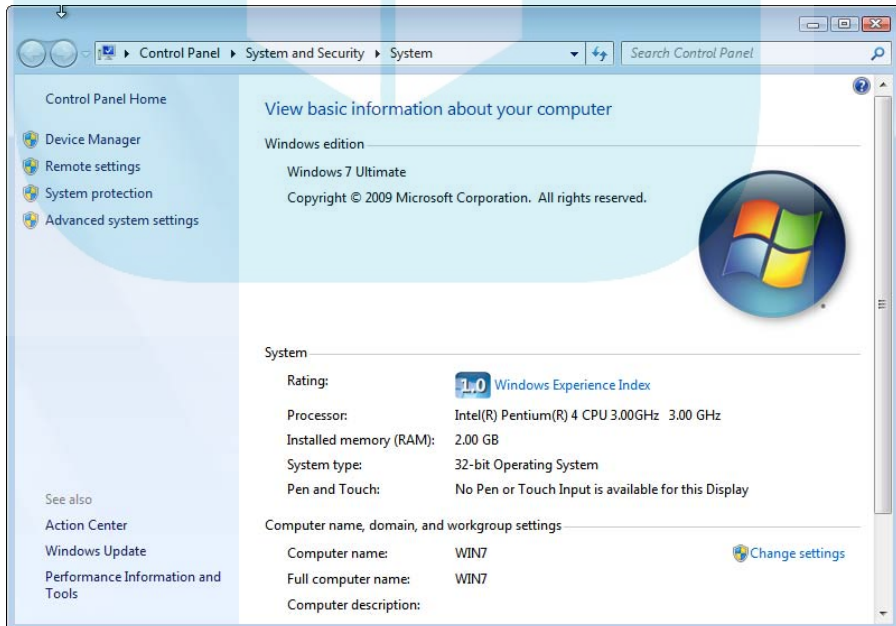 Control Panel ▸ System and Security ▸ System
Search Control Panel
Control Panel Home
Device Manager
Remote settings
System protection
Advanced system settings
See also
Action Center
Windows Update
Performance Information and
Tools
View basic information about your computer
Windows edition
Windows 7 Ultimate
Copyright © 2009 Microsoft Corporation. All rights reserved.
System
Rating: 1.0 Windows Experience Index
Processor: Intel(R) Pentium(R) 4 CPU 3.00GHz 3.00 GHz
Installed memory (RAM): 2.00 GB
System type: 32-bit Operating System
Pen and Touch: No Pen or Touch Input is available for this Display
Computer name, domain, and workgroup settings
Computer name: WIN7 Change settings
Full computer name: WIN7
Computer description: